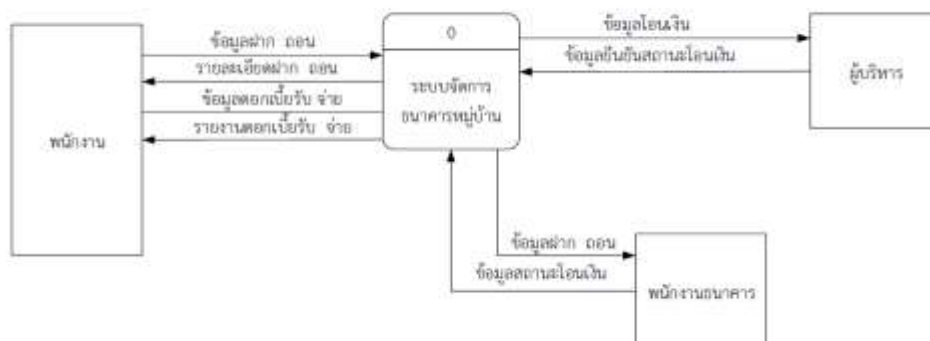 พนักงาน
ข้อมูลฝาก ถอน
รายละเอียดฝาก ถอน
ข้อมูลดอกเบี้ยรับ จ่าย
รายงานดอกเบี้ยรับ จ่าย
0
ระบบจัดการ
ธนาคารหมู่บ้าน
ข้อมูลโอนเงิน
ข้อมูลยืนยันสถานะโอนเงิน
ผู้บริหาร
ข้อมูลฝาก ถอน
ข้อมูลสถานะโอนเงิน
พนักงานธนาคาร